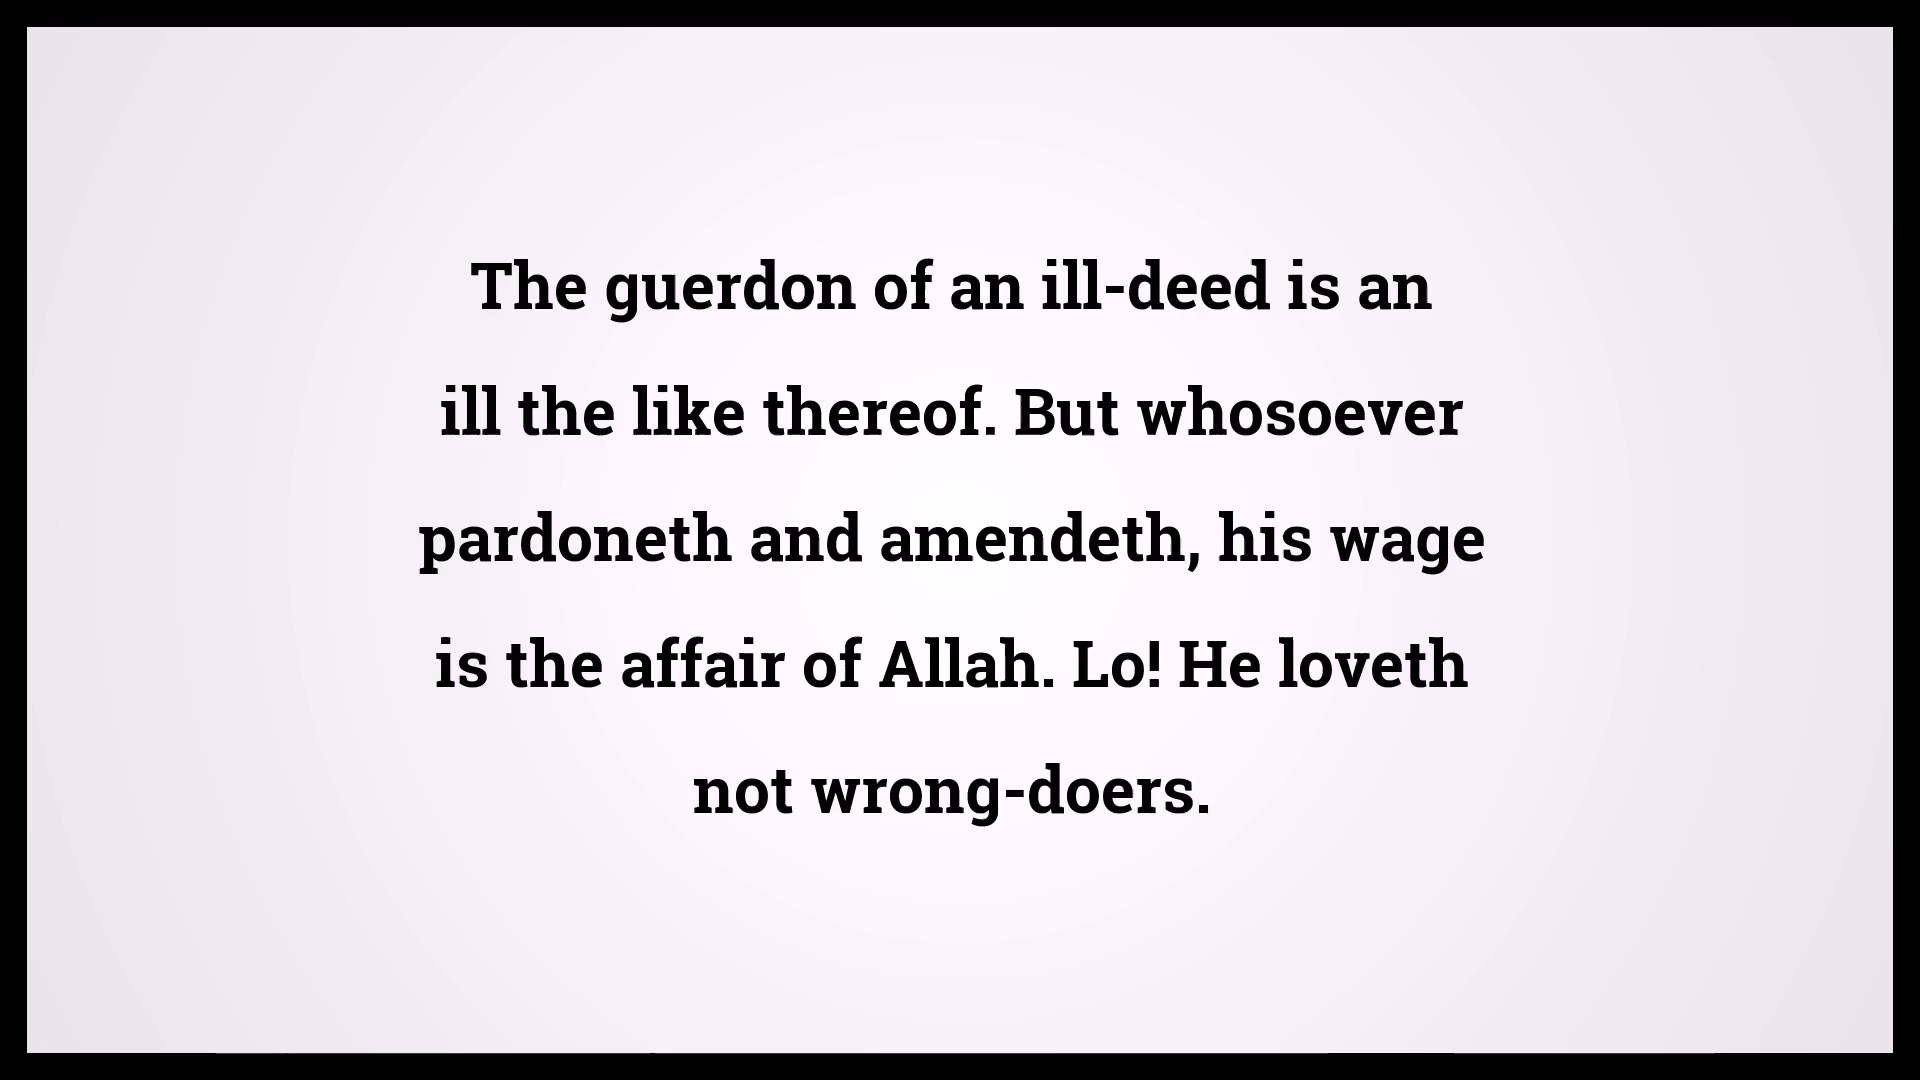 The guerdon of an ill-deed is an
ill the like thereof. But whosoever
pardoneth and amendeth, his wage
is the affair of Allah. Lo! He loveth
not wrong-doers.